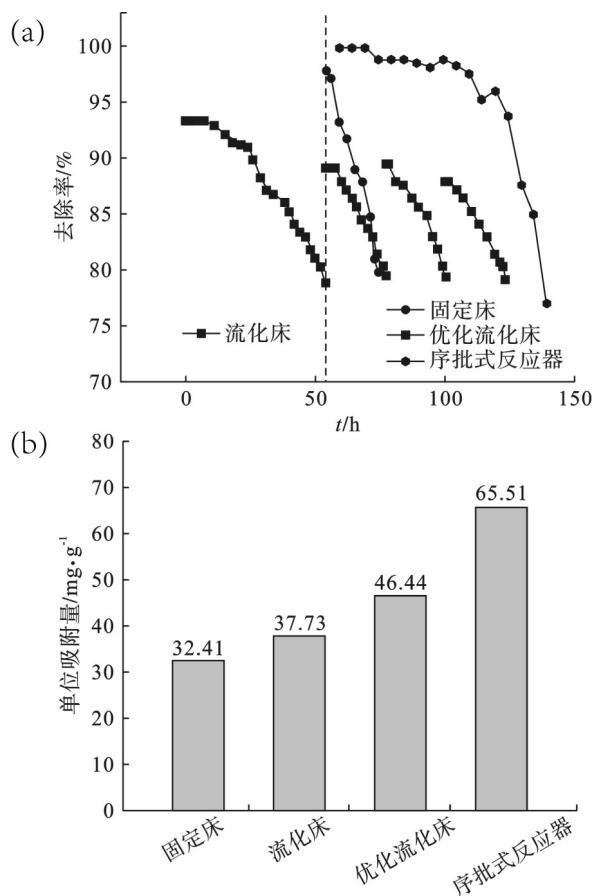 (a)
100
95
90
85
80
75
70
去除率/%
流化床
固定床
优化流化床
序批式反应器
0
50
100
150
t/h
(b)
80
70
60
50
40
30
20
10
0
单位吸附量/mg•g⁻¹
32.41
37.73
46.44
65.51
固定床
流化床
优化流化床
序批式反应器